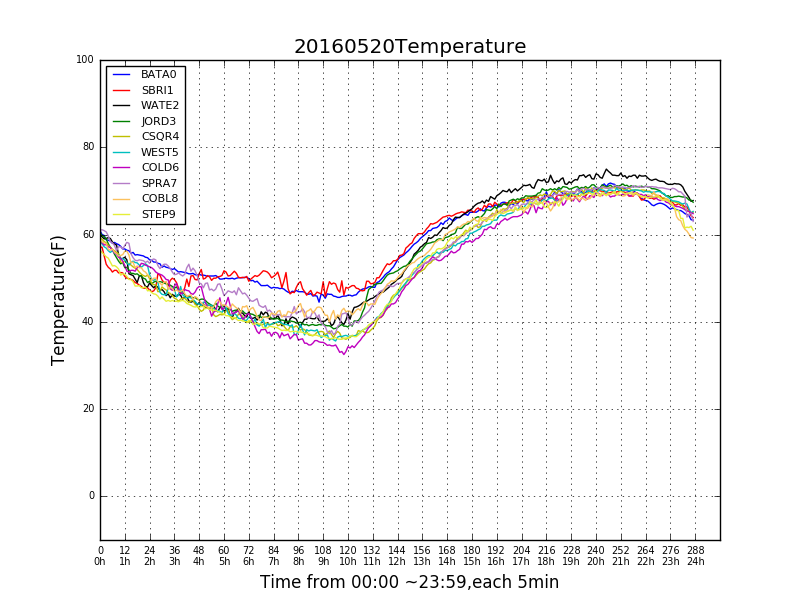 20160520Temperature
100
80
60
40
20
0
Temperature(F)
BATA0
SBRI1
WATE2
JORD3
CSQR4
WEST5
COLD6
SPRA7
COBL8
STEP9
0 12 24 36 48 60 72 84 96 108 120 132 144 156 168 180 192 204 216 228 240 252 264 276 288
0h 1h 2h 3h 4h 5h 6h 7h 8h 9h 10h 11h 12h 13h 14h 15h 16h 17h 18h 19h 20h 21h 22h 23h 24h
Time from 00:00 ~23:59,each 5min